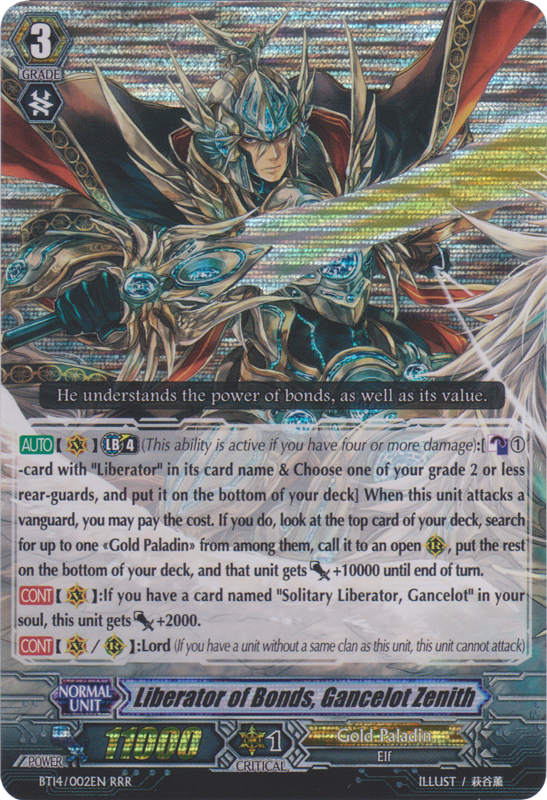 3
GRADE
He understands the power of bonds, as well as its value.
AUTO 【 】 LB 4 (This ability is active if you have four or more damage):[ ①
-card with "Liberator" in its card name & Choose one of your grade 2 or less
rear-guards, and put it on the bottom of your deck] When this unit attacks a
vanguard, you may pay the cost. If you do, look at the top card of your deck, search
for up to one «Gold Paladin» from among them, call it to an open R, put the rest
on the bottom of your deck, and that unit gets +10000 until end of turn.
CONT 【 V 】:If you have a card named "Solitary Liberator, Gancelot" in your
soul, this unit gets +2000.
CONT 【 V / R 】:Lord (If you have a unit without a same clan as this unit, this unit cannot attack)
NORMAL
UNIT
Liberator of Bonds, Gancelot Zenith
POWER
11000
1
CRITICAL
Gold Paladin
Elf
BT14/002EN RRR
ILLUST / 萩谷薫